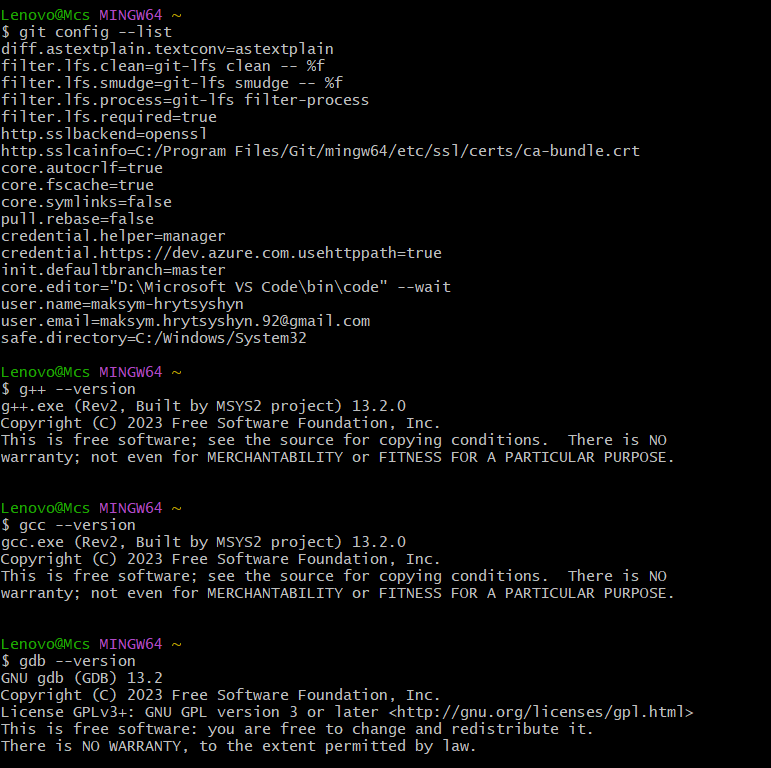 Lenovo@Mcs MINGW64 ~
$ git config --list
diff.astextplain.textconv=astextplain
filter.lfs.clean=git-lfs clean -- %f
filter.lfs.smudge=git-lfs smudge -- %f
filter.lfs.process=git-lfs filter-process
filter.lfs.required=true
http.sslbackend=openssl
http.sslcainfo=C:/Program Files/Git/mingw64/etc/ssl/certs/ca-bundle.crt
core.autocrlf=true
core.fscache=true
core.symlinks=false
pull.rebase=false
credential.helper=manager
credential.https://dev.azure.com.usehttppath=true
init.defaultbranch=master
core.editor="D:\Microsoft VS Code\bin\code" --wait
user.name=maksym-hrytsyshyn
user.email=maksym.hrytsyshyn.92@gmail.com
safe.directory=C:/Windows/System32
Lenovo@Mcs MINGW64 ~
$ g++ --version
g++.exe (Rev2, Built by MSYS2 project) 13.2.0
Copyright (C) 2023 Free Software Foundation, Inc.
This is free software; see the source for copying conditions.  There is NO
warranty; not even for MERCHANTABILITY or FITNESS FOR A PARTICULAR PURPOSE.
Lenovo@Mcs MINGW64 ~
$ gcc --version
gcc.exe (Rev2, Built by MSYS2 project) 13.2.0
Copyright (C) 2023 Free Software Foundation, Inc.
This is free software; see the source for copying conditions.  There is NO
warranty; not even for MERCHANTABILITY or FITNESS FOR A PARTICULAR PURPOSE.
Lenovo@Mcs MINGW64 ~
$ gdb --version
GNU gdb (GDB) 13.2
Copyright (C) 2023 Free Software Foundation, Inc.
License GPLv3+: GNU GPL version 3 or later <http://gnu.org/licenses/gpl.html>
This is free software: you are free to change and redistribute it.
There is NO WARRANTY, to the extent permitted by law.